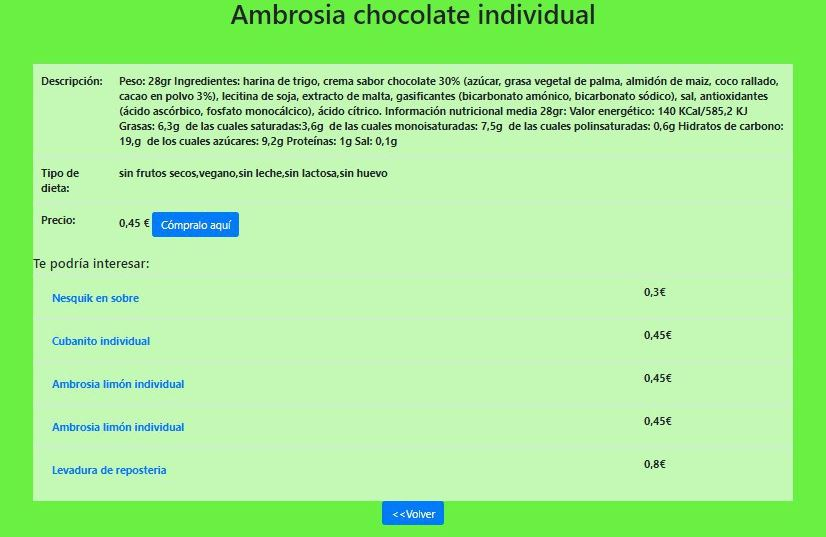 Ambrosia chocolate individual
Descripción:
Peso: 28gr Ingredientes: harina de trigo, crema sabor chocolate 30% (azúcar, grasa vegetal de palma, almidón de maiz, coco rallado,
cacao en polvo 3%), lecitina de soja, extracto de malta, gasificantes (bicarbonato amónico, bicarbonato sódico), sal, antioxidantes
(ácido ascórbico, fosfato monocálcico), ácido cítrico. Información nutricional media 28gr: Valor energético: 140 KCal/585,2 KJ
Grasas: 6,3g de las cuales saturadas:3,6g de las cuales monoisaturadas: 7,5g de las cuales polinsaturadas: 0,6g Hidratos de carbono:
19,g de los cuales azúcares: 9,2g Proteínas: 1g Sal: 0,1g
Tipo de
dieta:
sin frutos secos,vegano,sin leche,sin lactosa,sin huevo
Precio:
0,45 € Cómpralo aquí
Te podría interesar:
Nesquik en sobre 0,3€
Cubanito individual 0,45€
Ambrosia limón individual 0,45€
Ambrosia limón individual 0,45€
Levadura de reposteria 0,8€
<<Volver